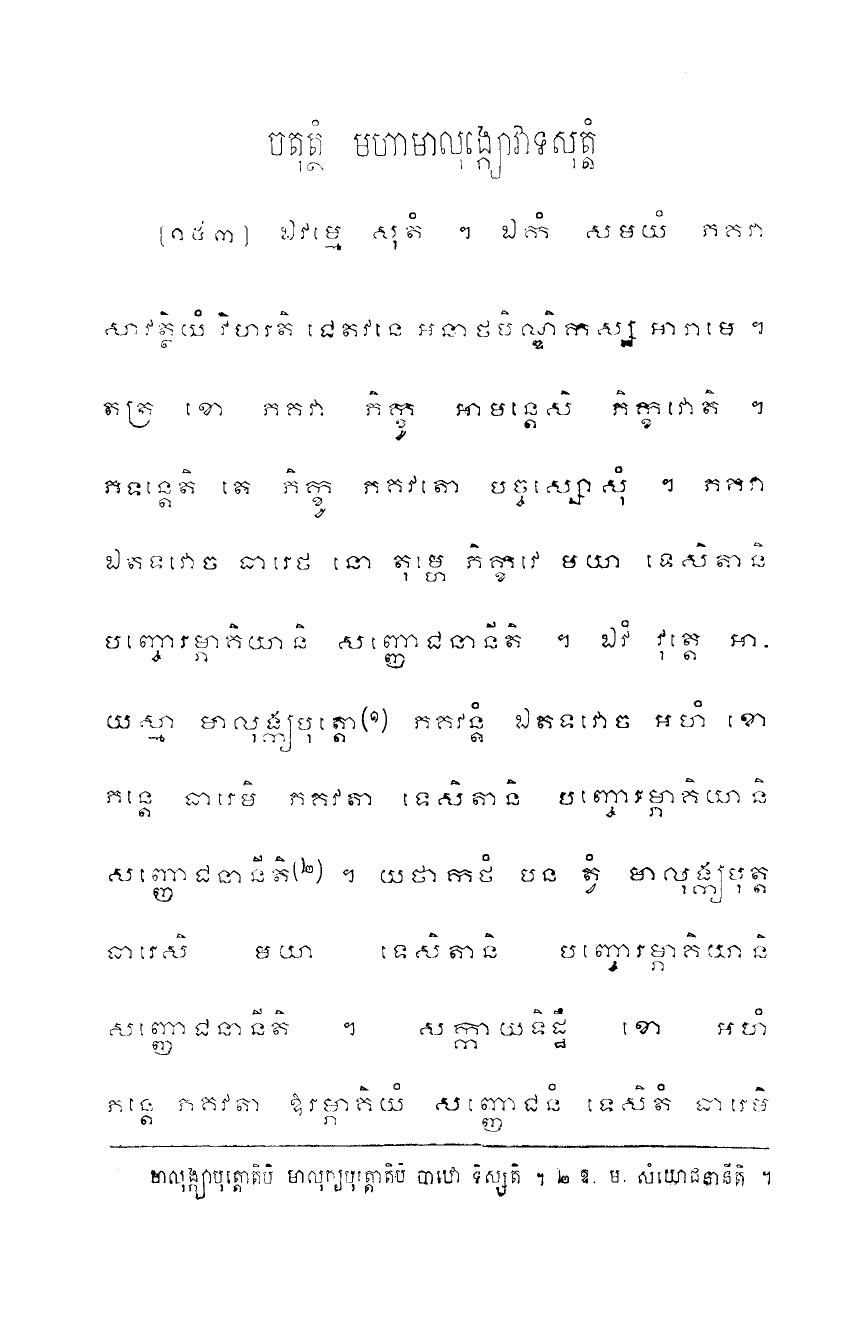 ចតុត្ថំ មហាមាលុង្ក្យោវាទសុត្តំ
[១៥៣] ឯវម្មេ សុតំ ។ ឯកំ សមយំ ភគវា
សាវត្ថិយំ វិហរតិ ជេតវនេ អនាថបិណ្ឌិកស្ស អារាមេ ។
តត្រ ខោ ភគវា ភិក្ខូ អាមន្តេសិ ភិក្ខវោតិ ។
ភទន្តេតិ តេ ភិក្ខូ ភគវតោ បច្ចស្សោសុំ ។ ភគវា
ឯតទវោច ធារេថ នោ តុម្ហេ ភិក្ខវេ មយា ទេសិតានិ
បញ្ចោរម្ភាគិយានិ សញ្ញោជនានីតិ ។ ឯវំ វុត្តេ អា-
យស្មា មាលុង្ក្យបុត្តោ(១) ភគវន្តំ ឯតទវោច អហំ ខោ
ភន្តេ ធារេមិ ភគវតា ទេសិតានិ បញ្ចោរម្ភាគិយានិ
សញ្ញោជនានីតិ(២) ។ យថាកថំ បន ត្វំ មាលុង្ក្យបុត្ត
ធារេសិ មយា ទេសិតានិ បញ្ចោរម្ភាគិយានិ
សញ្ញោជនានីតិ ។ សក្កាយទិដ្ឋិំ ខោ អហំ
ភន្តេ ភគវតា ឱរម្ភាគិយំ សញ្ញោជនំ ទេសិតំ ធារេមិ
មាលុង្ក្យាបុត្តោតិបិ មាលុក្យបុត្តោតិបិ បាឋោ ទិស្សតិ ។ ២ ឱ. ម. សំយោជនានីតិ ។